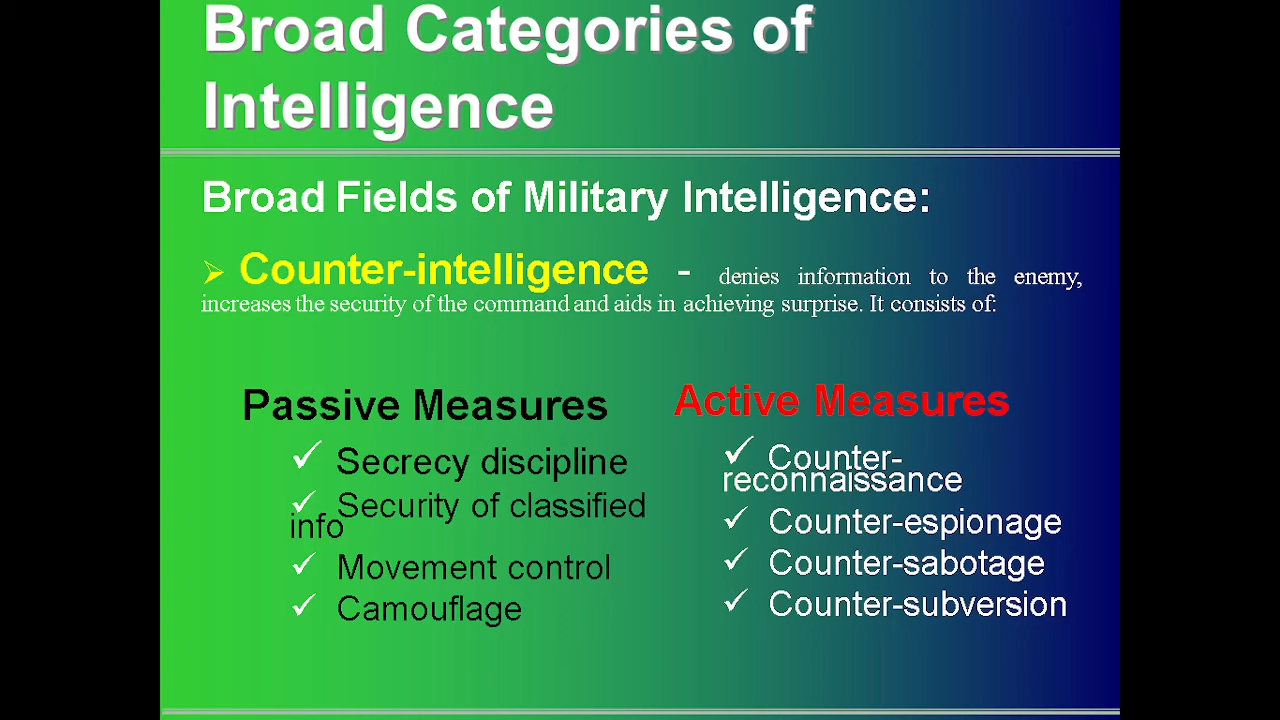 Broad Categories of
Intelligence
Broad Fields of Military Intelligence:
➢ Counter-intelligence - denies information to the enemy,
increases the security of the command and aids in achieving surprise. It consists of:
Passive Measures
✓ Secrecy discipline
✓ Security of classified
info
✓ Movement control
✓ Camouflage
Active Measures
✓ Counter-
reconnaissance
✓ Counter-espionage
✓ Counter-sabotage
✓ Counter-subversion